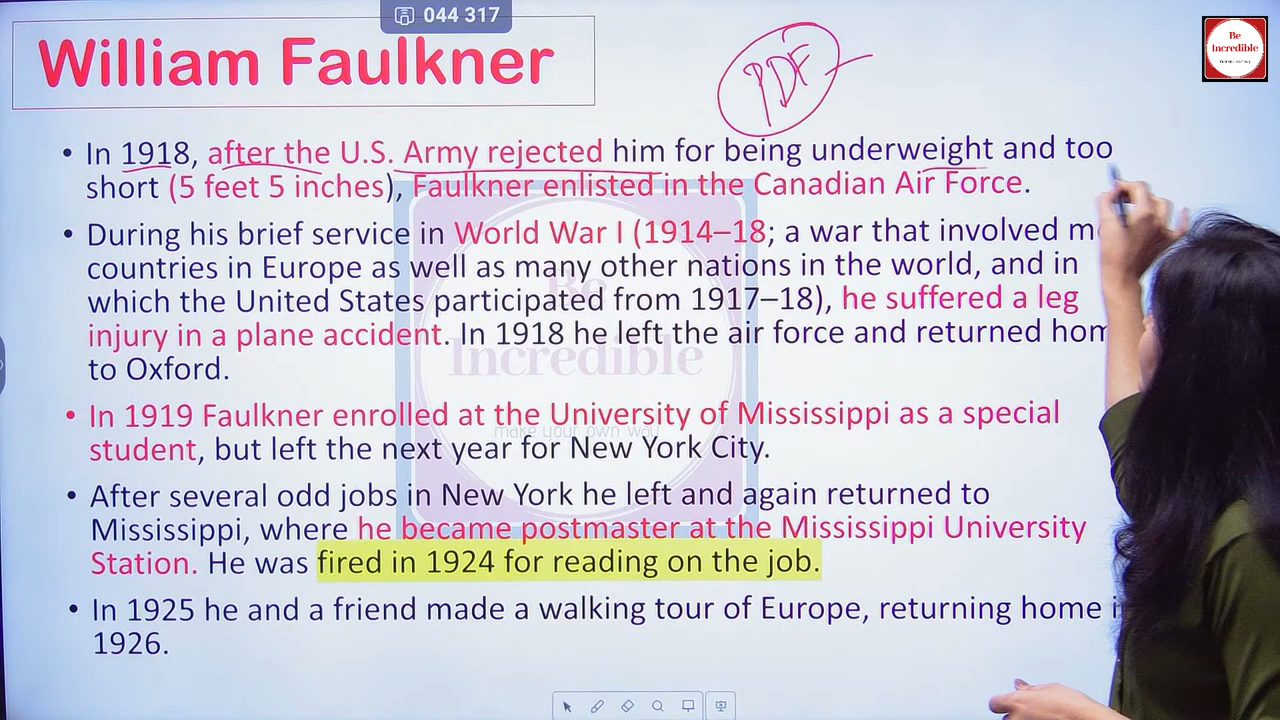 044 317
William Faulkner
PDF
Be
Incredible
• In 1918, after the U.S. Army rejected him for being underweight and too
short (5 feet 5 inches), Faulkner enlisted in the Canadian Air Force.
• During his brief service in World War I (1914–18; a war that involved
countries in Europe as well as many other nations in the world, and in
which the United States participated from 1917–18), he suffered a leg
injury in a plane accident. In 1918 he left the air force and returned
to Oxford.
• In 1919 Faulkner enrolled at the University of Mississippi as a special
student, but left the next year for New York City.
• After several odd jobs in New York he left and again returned to
Mississippi, where he became postmaster at the Mississippi University
Station. He was fired in 1924 for reading on the job.
• In 1925 he and a friend made a walking tour of Europe, returning home
1926.
Be
Incredible
make your own way